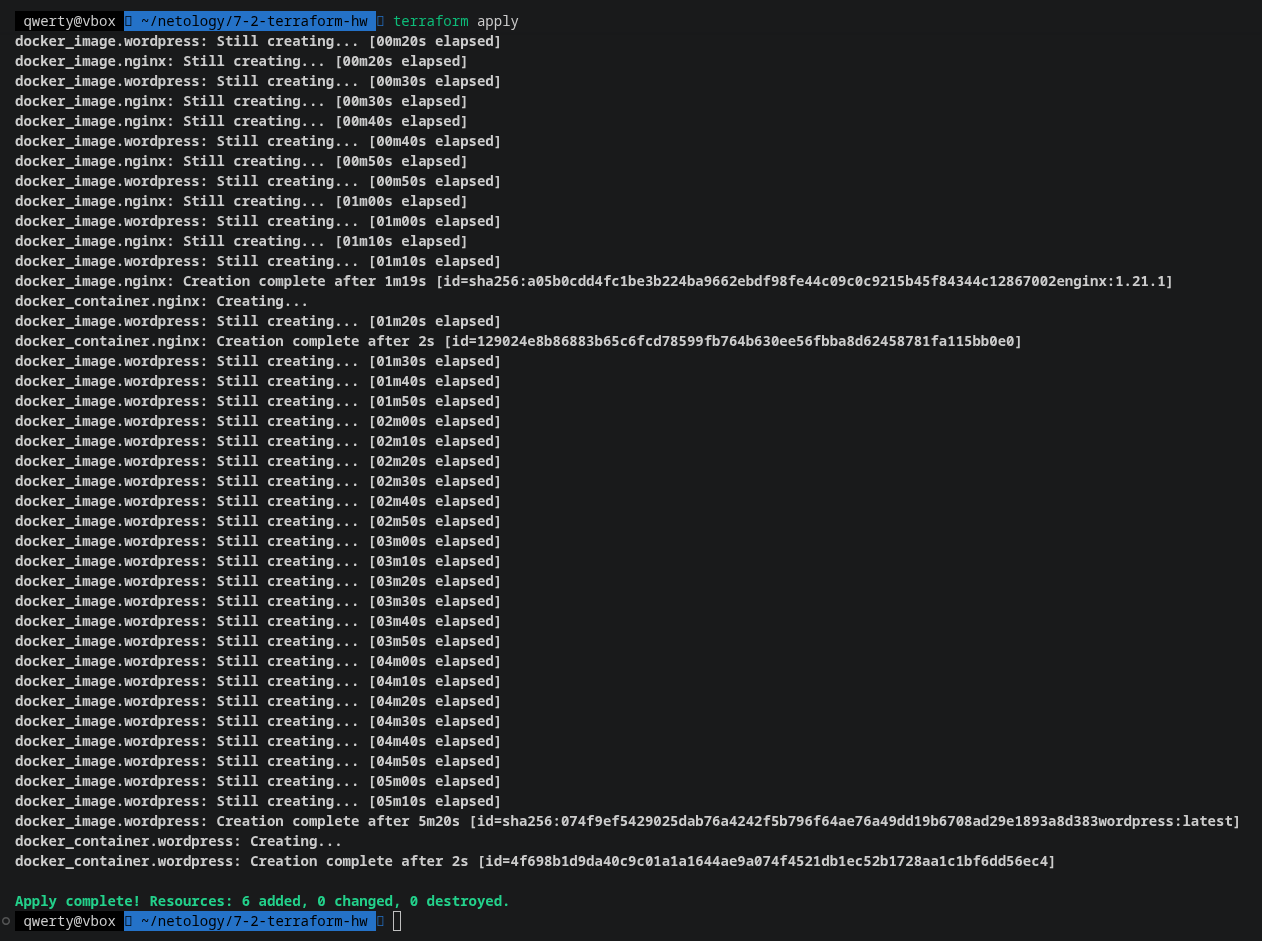 qwerty@vbox ~/netology/7-2-terraform-hw terraform apply
docker_image.wordpress: Still creating... [00m20s elapsed]
docker_image.nginx: Still creating... [00m20s elapsed]
docker_image.wordpress: Still creating... [00m30s elapsed]
docker_image.nginx: Still creating... [00m30s elapsed]
docker_image.nginx: Still creating... [00m40s elapsed]
docker_image.wordpress: Still creating... [00m40s elapsed]
docker_image.nginx: Still creating... [00m50s elapsed]
docker_image.wordpress: Still creating... [00m50s elapsed]
docker_image.nginx: Still creating... [01m00s elapsed]
docker_image.wordpress: Still creating... [01m00s elapsed]
docker_image.nginx: Still creating... [01m10s elapsed]
docker_image.wordpress: Still creating... [01m10s elapsed]
docker_image.nginx: Creation complete after 1m19s [id=sha256:a05b0cdd4fc1be3b224ba9662ebdf98fe44c09c0c9215b45f84344c12867002enginx:1.21.1]
docker_container.nginx: Creating...
docker_image.wordpress: Still creating... [01m20s elapsed]
docker_container.nginx: Creation complete after 2s [id=129024e8b86883b65c6fcd78599fb764b630ee56fbba8d62458781fa115bb0e0]
docker_image.wordpress: Still creating... [01m30s elapsed]
docker_image.wordpress: Still creating... [01m40s elapsed]
docker_image.wordpress: Still creating... [01m50s elapsed]
docker_image.wordpress: Still creating... [02m00s elapsed]
docker_image.wordpress: Still creating... [02m10s elapsed]
docker_image.wordpress: Still creating... [02m20s elapsed]
docker_image.wordpress: Still creating... [02m30s elapsed]
docker_image.wordpress: Still creating... [02m40s elapsed]
docker_image.wordpress: Still creating... [02m50s elapsed]
docker_image.wordpress: Still creating... [03m00s elapsed]
docker_image.wordpress: Still creating... [03m10s elapsed]
docker_image.wordpress: Still creating... [03m20s elapsed]
docker_image.wordpress: Still creating... [03m30s elapsed]
docker_image.wordpress: Still creating... [03m40s elapsed]
docker_image.wordpress: Still creating... [03m50s elapsed]
docker_image.wordpress: Still creating... [04m00s elapsed]
docker_image.wordpress: Still creating... [04m10s elapsed]
docker_image.wordpress: Still creating... [04m20s elapsed]
docker_image.wordpress: Still creating... [04m30s elapsed]
docker_image.wordpress: Still creating... [04m40s elapsed]
docker_image.wordpress: Still creating... [04m50s elapsed]
docker_image.wordpress: Still creating... [05m00s elapsed]
docker_image.wordpress: Still creating... [05m10s elapsed]
docker_image.wordpress: Creation complete after 5m20s [id=sha256:074f9ef5429025dab76a4242f5b796f64ae76a49dd19b6708ad29e1893a8d383wordpress:latest]
docker_container.wordpress: Creating...
docker_container.wordpress: Creation complete after 2s [id=4f698b1d9da40c9c01a1a1644ae9a074f4521db1ec52b1728aa1c1bf6dd56ec4]
Apply complete! Resources: 6 added, 0 changed, 0 destroyed.
qwerty@vbox ~/netology/7-2-terraform-hw